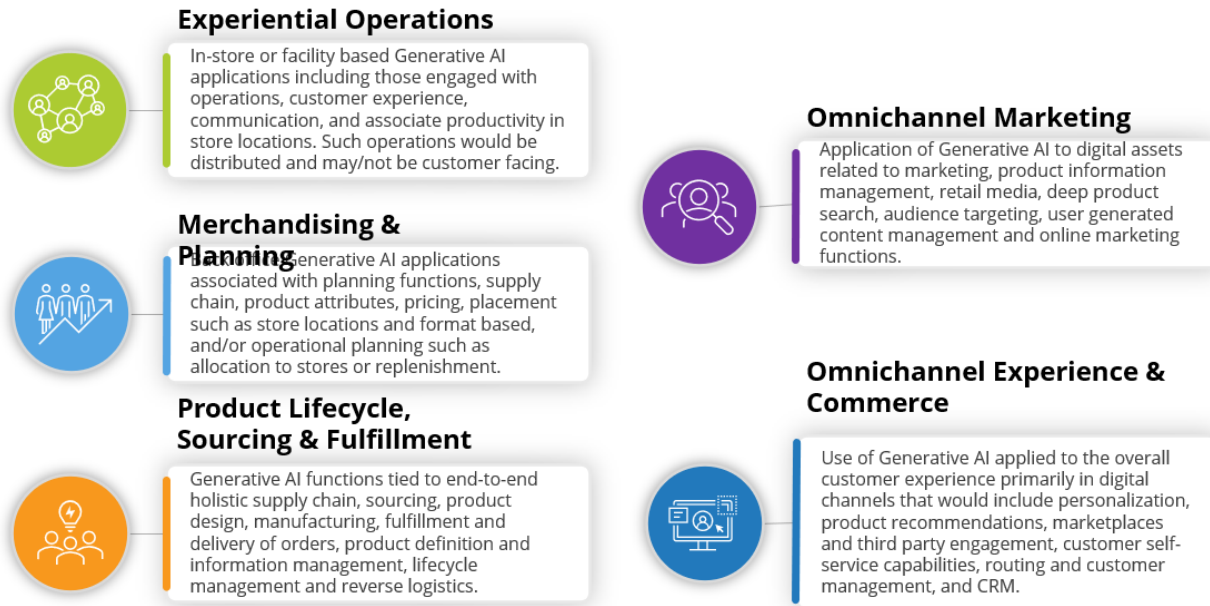 Experiential Operations
In-store or facility based Generative AI
applications including those engaged with
operations, customer experience,
communication, and associate productivity in
store locations. Such operations would be
distributed and may/not be customer facing.
Merchandising &
Planning
Back office Generative AI applications
associated with planning functions, supply
chain, product attributes, pricing, placement
such as store locations and format based,
and/or operational planning such as
allocation to stores or replenishment.
Product Lifecycle,
Sourcing & Fulfillment
Generative AI functions tied to end-to-end
holistic supply chain, sourcing, product
design, manufacturing, fulfillment and
delivery of orders, product definition and
information management, lifecycle
management and reverse logistics.
Omnichannel Marketing
Application of Generative AI to digital assets
related to marketing, product information
management, retail media, deep product
search, audience targeting, user generated
content management and online marketing
functions.
Omnichannel Experience &
Commerce
Use of Generative AI applied to the overall
customer experience primarily in digital
channels that would include personalization,
product recommendations, marketplaces
and third party engagement, customer self-
service capabilities, routing and customer
management, and CRM.